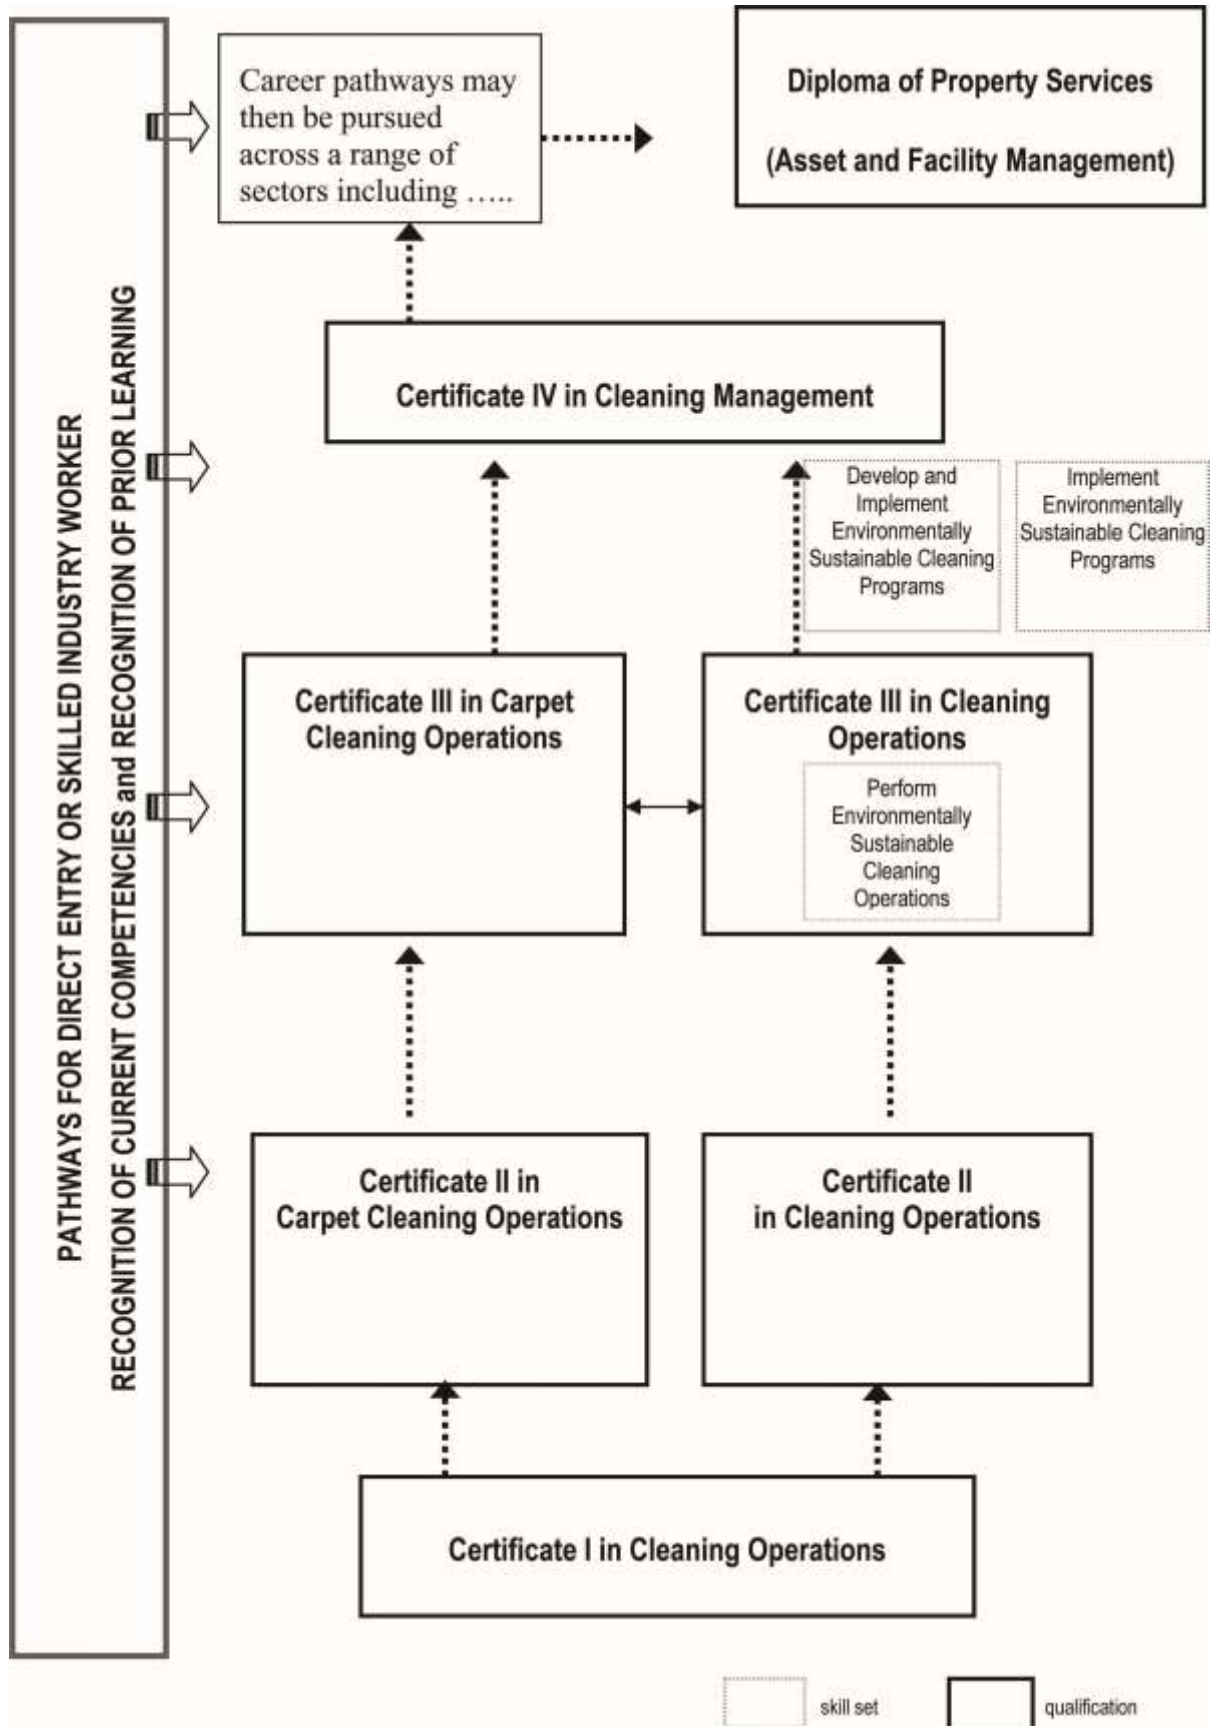 PATHWAYS FOR DIRECT ENTRY OR SKILLED INDUSTRY WORKER
RECOGNITION OF CURRENT COMPETENCIES and RECOGNITION OF PRIOR LEARNING
Career pathways may
then be pursued
across a range of
sectors including …..
Diploma of Property Services
(Asset and Facility Management)
Certificate IV in Cleaning Management
Develop and
Implement
Environmentally
Sustainable Cleaning
Programs
Implement
Environmentally
Sustainable Cleaning
Programs
Certificate III in Carpet
Cleaning Operations
Certificate III in Cleaning
Operations
Perform
Environmentally
Sustainable
Cleaning
Operations
Certificate II in
Carpet Cleaning Operations
Certificate II
in Cleaning Operations
Certificate I in Cleaning Operations
skill set
qualification